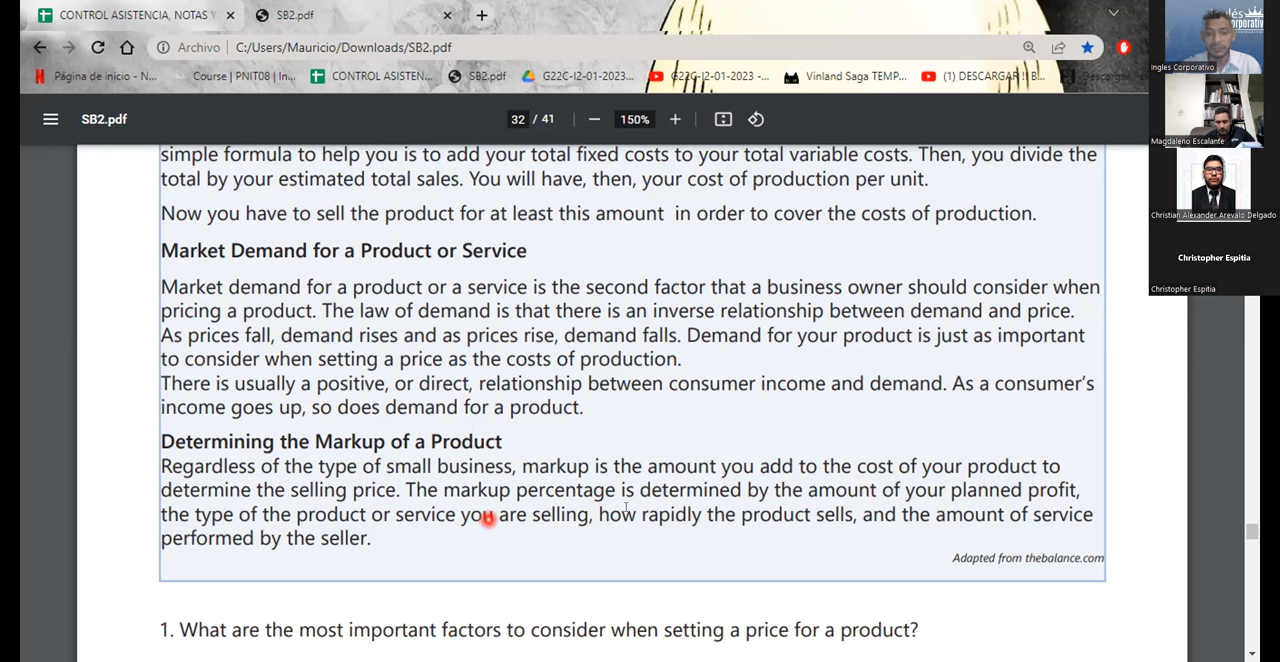 CONTROL ASISTENCIA, NOTAS Y
SB2.pdf
Archivo
C:/Users/Mauricio/Downloads/SB2.pdf
Página de inicio - N...
Course | PNIT08 | In...
CONTROL ASISTEN...
SB2.pdf
G22C-I2-01-2023...
G22C-I2-01-2023 -...
Vinland Saga TEMP...
(1) DESCARGAR !! B...
SB2.pdf
32 / 41
150%
simple formula to help you is to add your total fixed costs to your total variable costs. Then, you divide the
total by your estimated total sales. You will have, then, your cost of production per unit.
Now you have to sell the product for at least this amount in order to cover the costs of production.
Market Demand for a Product or Service
Market demand for a product or a service is the second factor that a business owner should consider when
pricing a product. The law of demand is that there is an inverse relationship between demand and price.
As prices fall, demand rises and as prices rise, demand falls. Demand for your product is just as important
to consider when setting a price as the costs of production.
There is usually a positive, or direct, relationship between consumer income and demand. As a consumer's
income goes up, so does demand for a product.
Determining the Markup of a Product
Regardless of the type of small business, markup is the amount you add to the cost of your product to
determine the selling price. The markup percentage is determined by the amount of your planned profit,
the type of the product or service you are selling, how rapidly the product sells, and the amount of service
performed by the seller.
Adapted from thebalance.com
1. What are the most important factors to consider when setting a price for a product?
Ingles Corporativo
Magdaleno Escalante
Christian Alexander Arevalo Delgado
Christopher Espitia
Christopher Espitia